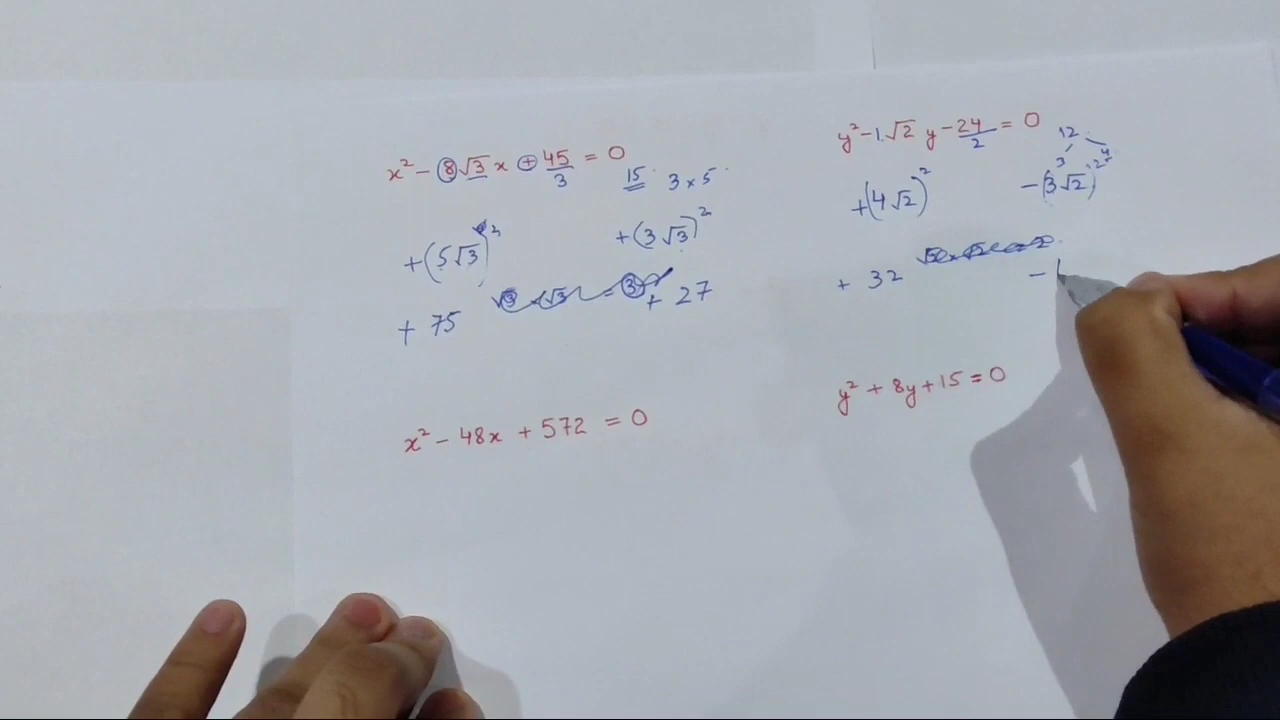 x² - 8√3 x + 45/3 = 0
15 3 × 5
+(5√3)² +(3√3)²
+ 75 + 27
x² - 48x + 572 = 0
y² - 1√2 y - 24/2 = 0
12
3 4
+(4√2)² -(3√2)²
+ 32 -
y² + 8y + 15 = 0